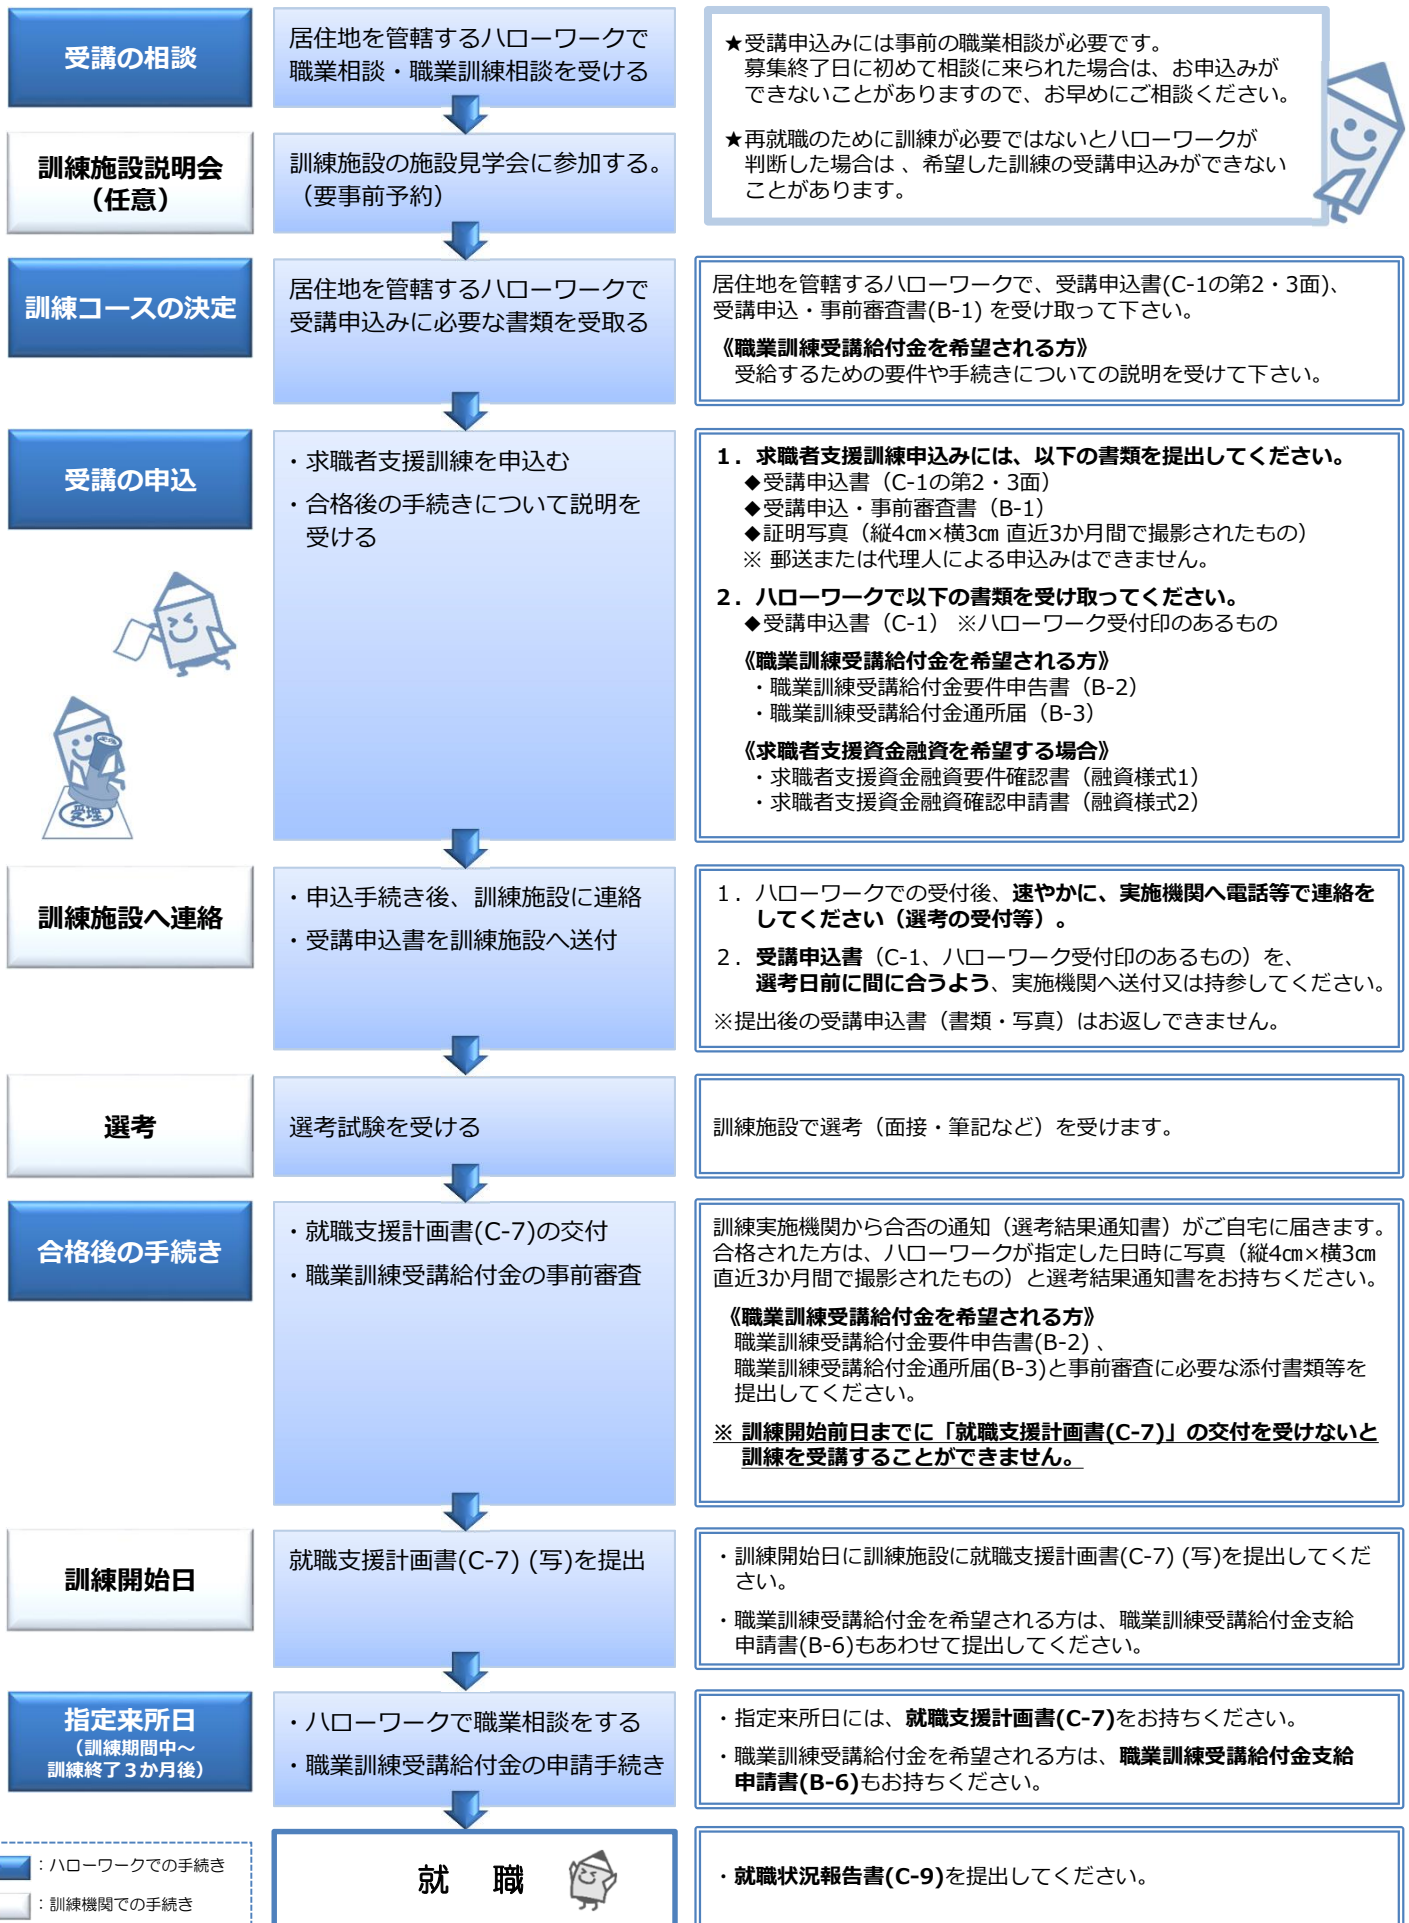 受講の相談
居住地を管轄するハローワークで
職業相談・職業訓練相談を受ける
★受講申込みには事前の職業相談が必要です。
募集終了日に初めて相談に来られた場合は、お申込みが
できないことがありますので、お早めにご相談ください。
★再就職のために訓練が必要ではないとハローワークが
判断した場合は 、希望した訓練の受講申込みができない
ことがあります。
訓練施設説明会
（任意）
訓練施設の施設見学会に参加する。
（要事前予約）
訓練コースの決定
居住地を管轄するハローワークで
受講申込みに必要な書類を受取る
居住地を管轄するハローワークで、受講申込書(C-1の第2・3面)、
受講申込・事前審査書(B-1) を受け取って下さい。
《職業訓練受講給付金を希望される方》
受給するための要件や手続きについての説明を受けて下さい。
受講の申込
・求職者支援訓練を申込む
・合格後の手続きについて説明を
受ける
１．求職者支援訓練申込みには、以下の書類を提出してください。
◆受講申込書（C-1の第2・3面）
◆受講申込・事前審査書（B-1）
◆証明写真（縦4㎝×横3㎝ 直近3か月間で撮影されたもの）
※ 郵送または代理人による申込みはできません。
２．ハローワークで以下の書類を受け取ってください。
◆受講申込書（C-1） ※ハローワーク受付印のあるもの
《職業訓練受講給付金を希望される方》
・職業訓練受講給付金要件申告書（B-2）
・職業訓練受講給付金通所届（B-3）
《求職者支援資金融資を希望する場合》
・求職者支援資金融資要件確認書（融資様式1）
・求職者支援資金融資確認申請書（融資様式2）
受理
訓練施設へ連絡
・申込手続き後、訓練施設に連絡
・受講申込書を訓練施設へ送付
１．ハローワークでの受付後、速やかに、実施機関へ電話等で連絡を
してください（選考の受付等）。
２．受講申込書（C-1、ハローワーク受付印のあるもの）を、
選考日前に間に合うよう、実施機関へ送付又は持参してください。
※提出後の受講申込書（書類・写真）はお返しできません。
選考
選考試験を受ける
訓練施設で選考（面接・筆記など）を受けます。
合格後の手続き
・就職支援計画書(C-7)の交付
・職業訓練受講給付金の事前審査
訓練実施機関から合否の通知（選考結果通知書）がご自宅に届きます。
合格された方は、ハローワークが指定した日時に写真（縦4㎝×横3㎝
直近3か月間で撮影されたもの）と選考結果通知書をお持ちください。
《職業訓練受講給付金を希望される方》
職業訓練受講給付金要件申告書(B-2) 、
職業訓練受講給付金通所届(B-3)と事前審査に必要な添付書類等を
提出してください。
※ 訓練開始前日までに「就職支援計画書(C-7)」の交付を受けないと
訓練を受講することができません。
訓練開始日
就職支援計画書(C-7) (写)を提出
・訓練開始日に訓練施設に就職支援計画書(C-7) (写)を提出してくだ
さい。
・職業訓練受講給付金を希望される方は、職業訓練受講給付金支給
申請書(B-6)もあわせて提出してください。
指定来所日
（訓練期間中～
訓練終了３か月後）
・ハローワークで職業相談をする
・職業訓練受講給付金の申請手続き
・指定来所日には、就職支援計画書(C-7)をお持ちください。
・職業訓練受講給付金を希望される方は、職業訓練受講給付金支給
申請書(B-6)もお持ちください。
：ハローワークでの手続き
：訓練機関での手続き
就 職
・就職状況報告書(C-9)を提出してください。